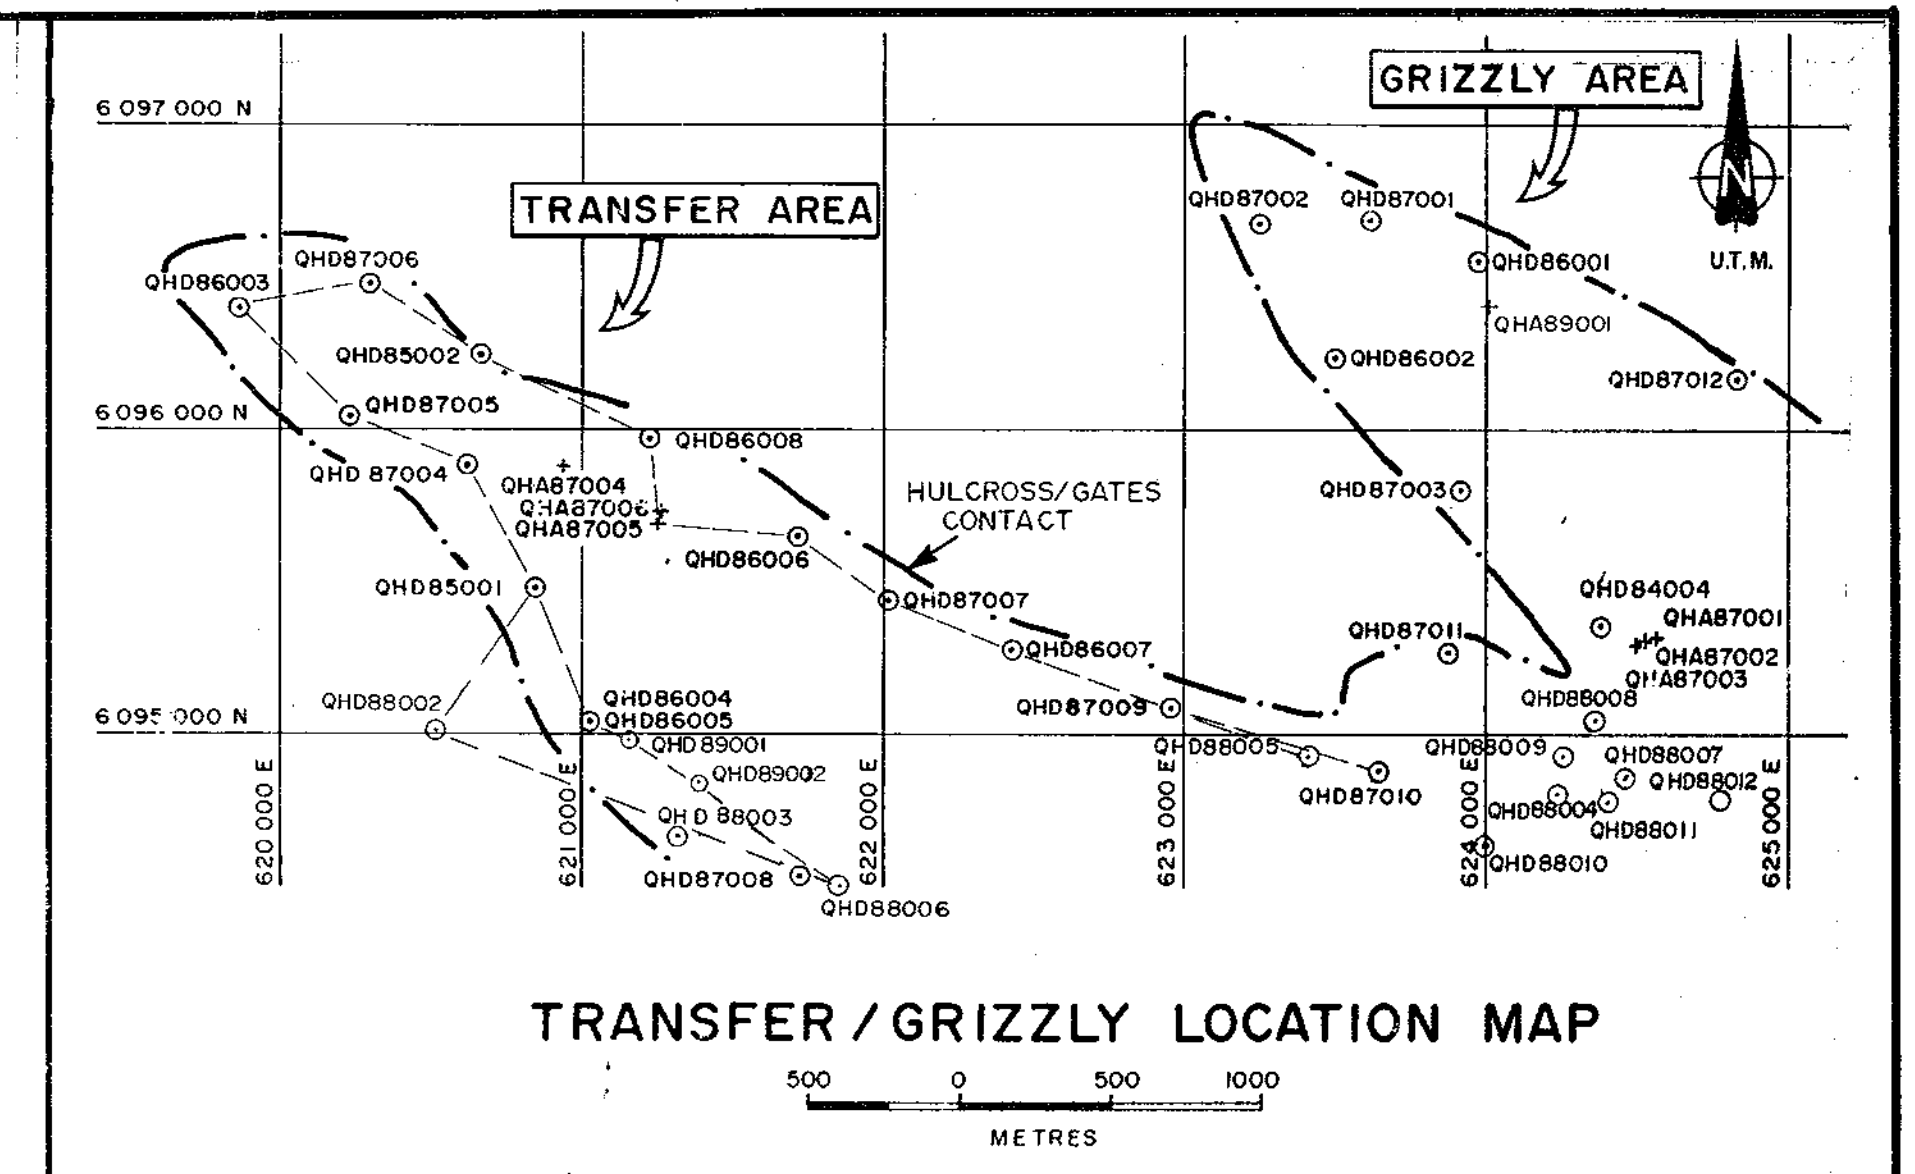 GRIZZLY AREA
6 097 000 N
TRANSFER AREA
QHD87002
QHD87001
N
U.T.M.
QHD87006
QHD86003
QHD86001
QHA89001
QHD85002
QHD86002
QHD87012
6 096 000 N
QHD87005
QHD86008
QHD 87004
QHA87004
QHA87006
QHA87005
HULCROSS/GATES
CONTACT
QHD87003
QHD86006
QHD85001
QHD87007
QHD84004
QHA87001
QHD87011
QHD86007
QHA87002
QHA87003
QHD88002
QHD86004
QHD88008
6 095 000 N
QHD86005
QHD87009
QHD89001
QHD88005
QHD88009
QHD88007
QHD89002
QHD88012
QHD87010
QHD88004
QHD 88003
QHD88011
QHD88010
QHD87008
QHD88006
620 000 E
621 000 E
622 000 E
623 000 E
624 000 E
625 000 E
TRANSFER / GRIZZLY LOCATION MAP
500 0 500 1000
METRES